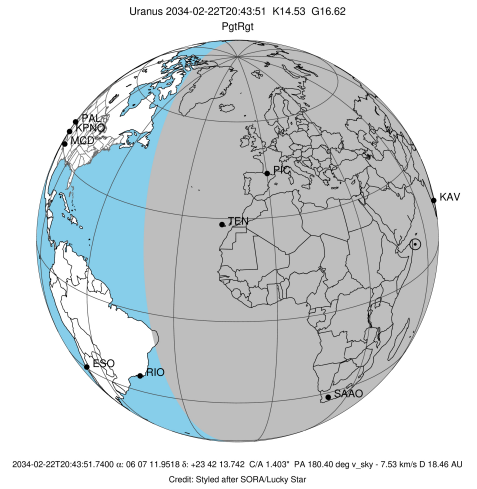 Uranus 2034-02-22T20:43:51 K14.53 G16.62
PgtRgt
PAL
KPNO
MCD
PIC
KAV
TEN
ESO
RIO
SAAO
2034-02-22T20:43:51.7400 α: 06 07 11.9518 δ: +23 42 13.742 C/A 1.403" PA 180.40 deg v_sky - 7.53 km/s D 18.46 AU
Credit: Styled after SORA/Lucky Star